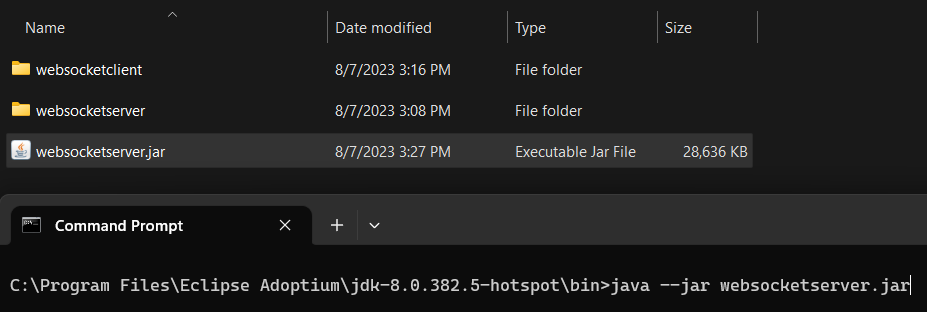 Name Date modified Type Size
websocketclient 8/7/2023 3:16 PM File folder
websocketserver 8/7/2023 3:08 PM File folder
websocketserver.jar 8/7/2023 3:27 PM Executable Jar File 28,636 KB
Command Prompt
C:\Program Files\Eclipse Adoptium\jdk-8.0.382.5-hotspot\bin>java --jar websocketserver.jar